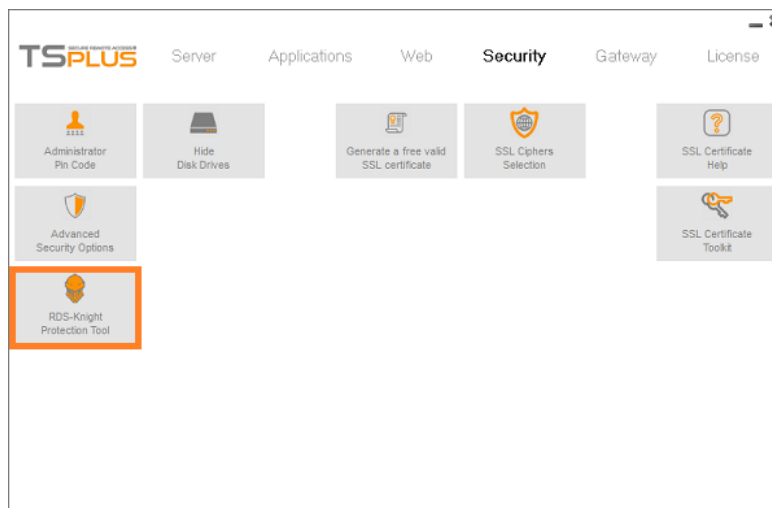 TSPLUS
SECURE REMOTE ACCESS
Server
Applications
Web
Security
Gateway
License
Administrator
Pin Code
Hide
Disk Drives
Generate a free valid
SSL certificate
SSL Ciphers
Selection
SSL Certificate
Help
Advanced
Security Options
SSL Certificate
Toolkit
RDS-Knight
Protection Tool